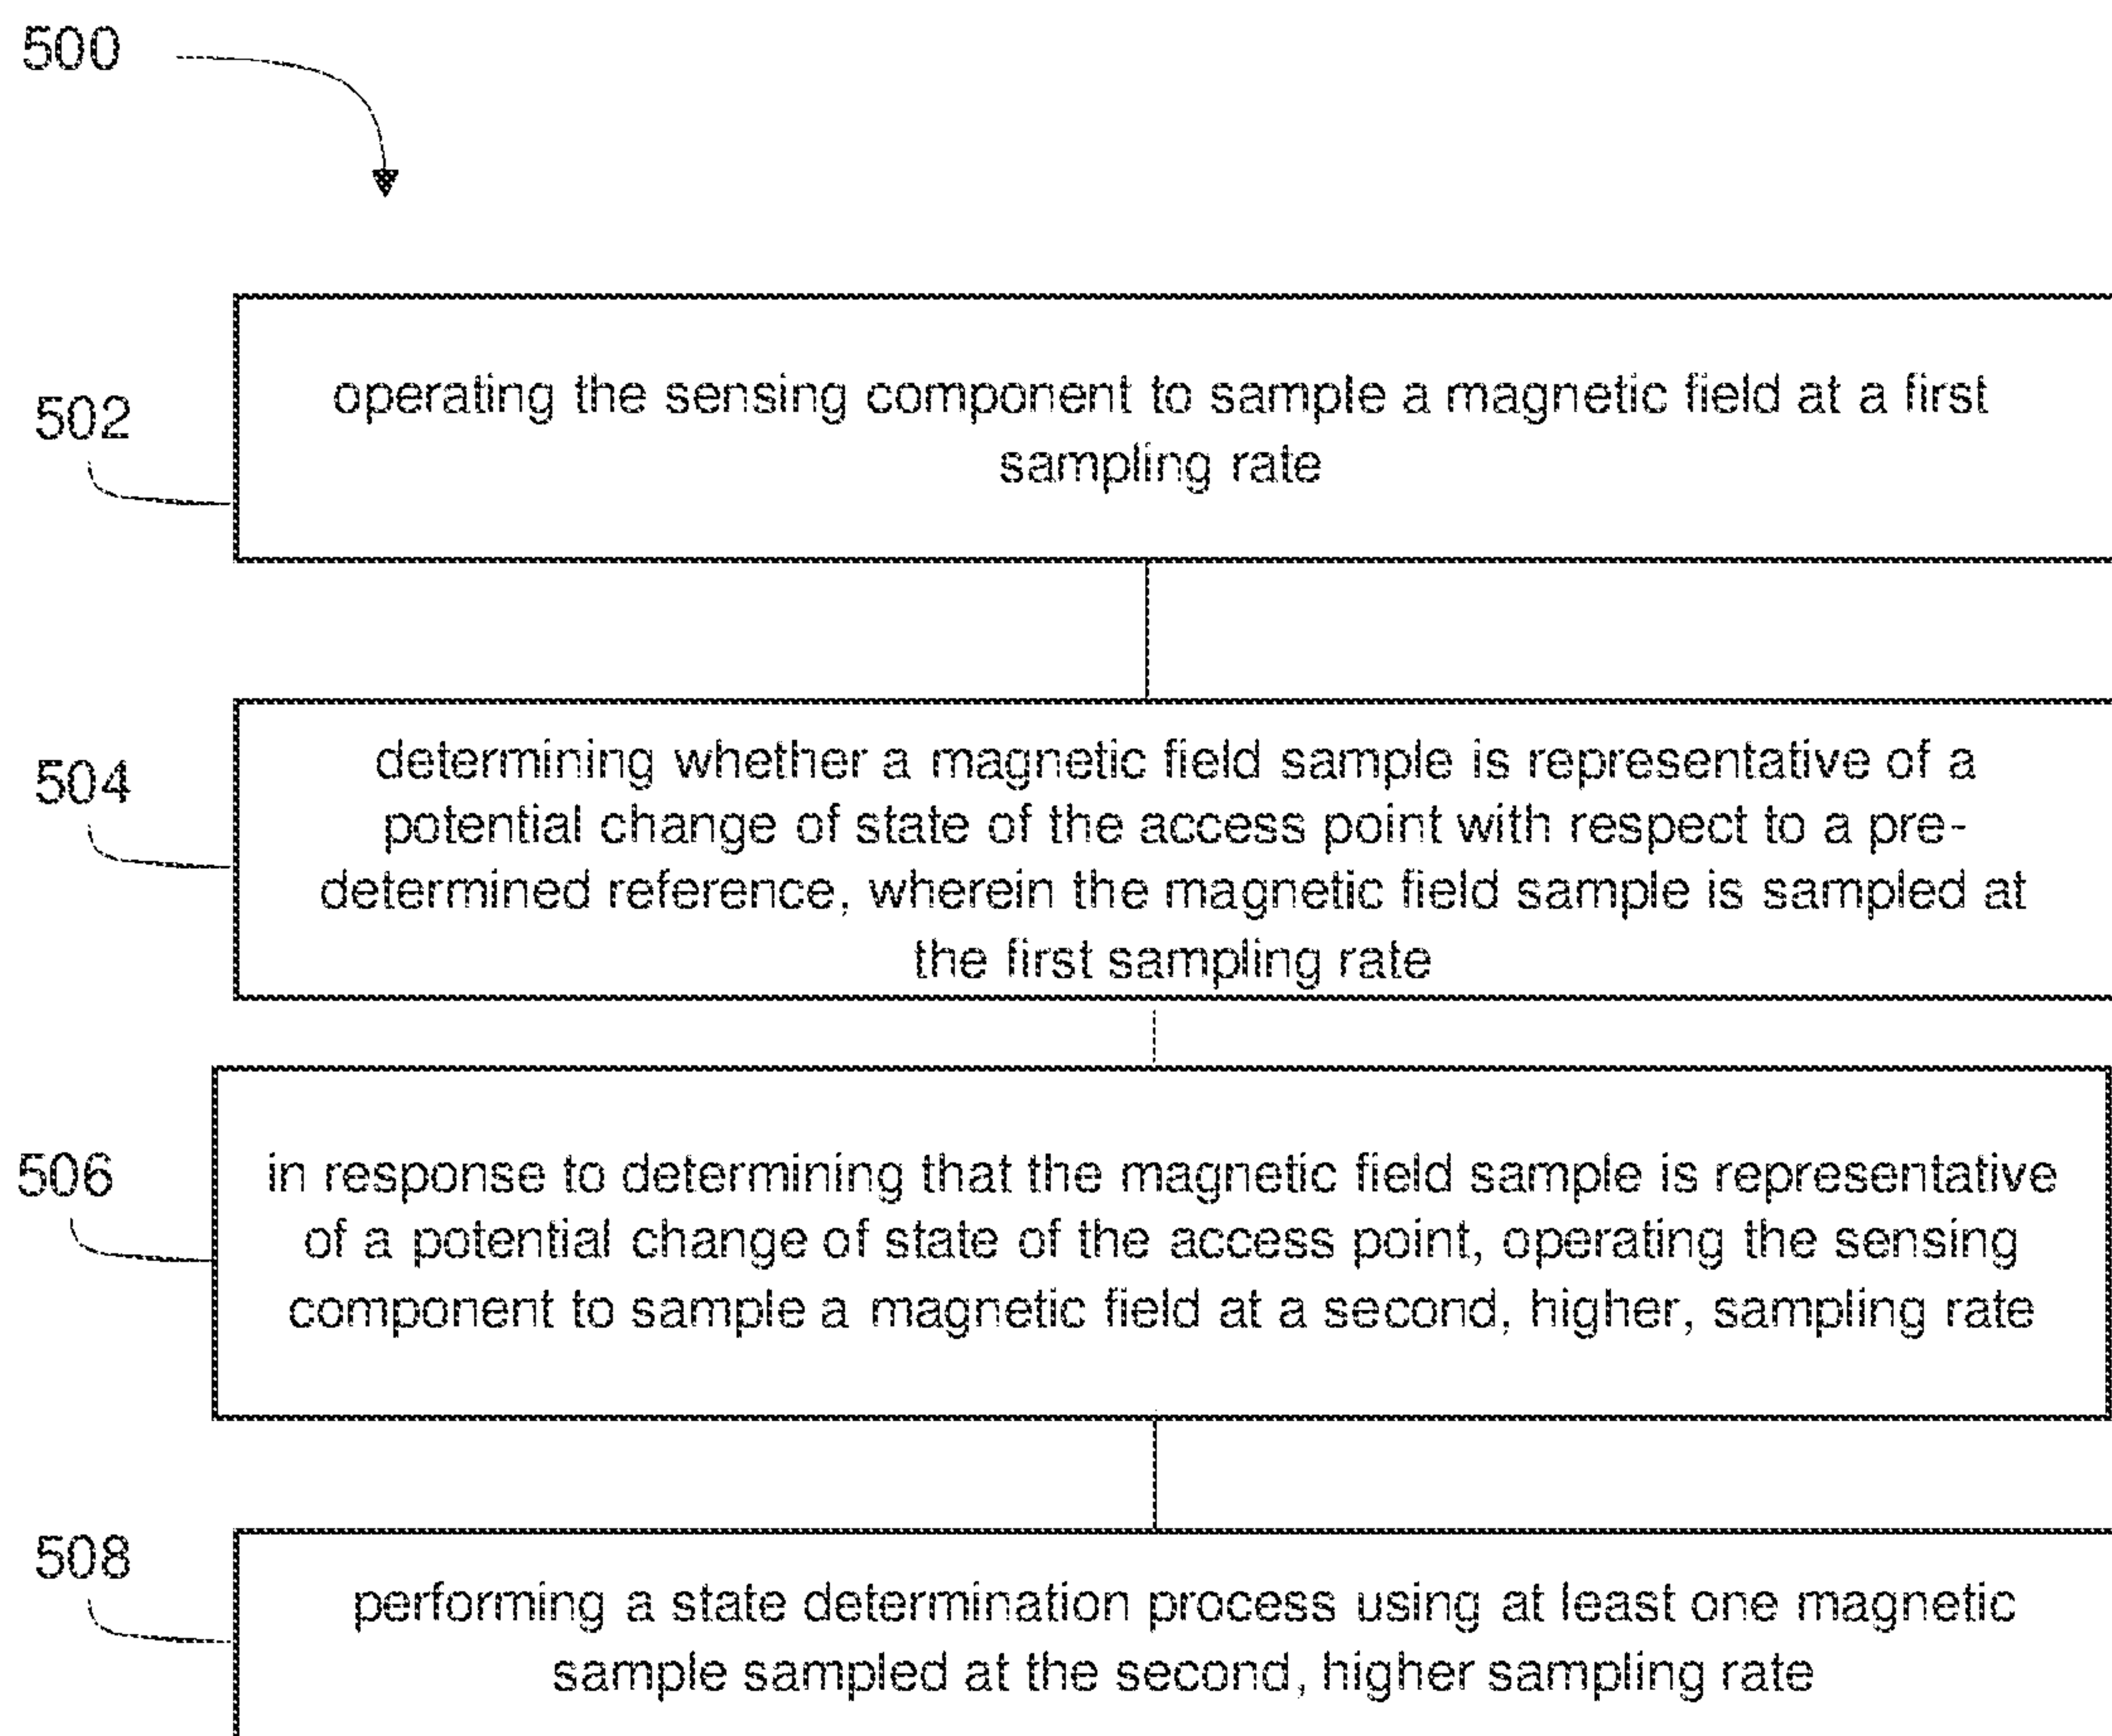 500
502
operating the sensing component to sample a magnetic field at a first
sampling rate
504
determining whether a magnetic field sample is representative of a
potential change of state of the access point with respect to a pre-
determined reference, wherein the magnetic field sample is sampled at
the first sampling rate
506
in response to determining that the magnetic field sample is representative
of a potential change of state of the access point, operating the sensing
component to sample a magnetic field at a second, higher, sampling rate
508
performing a state determination process using at least one magnetic
sample sampled at the second, higher sampling rate